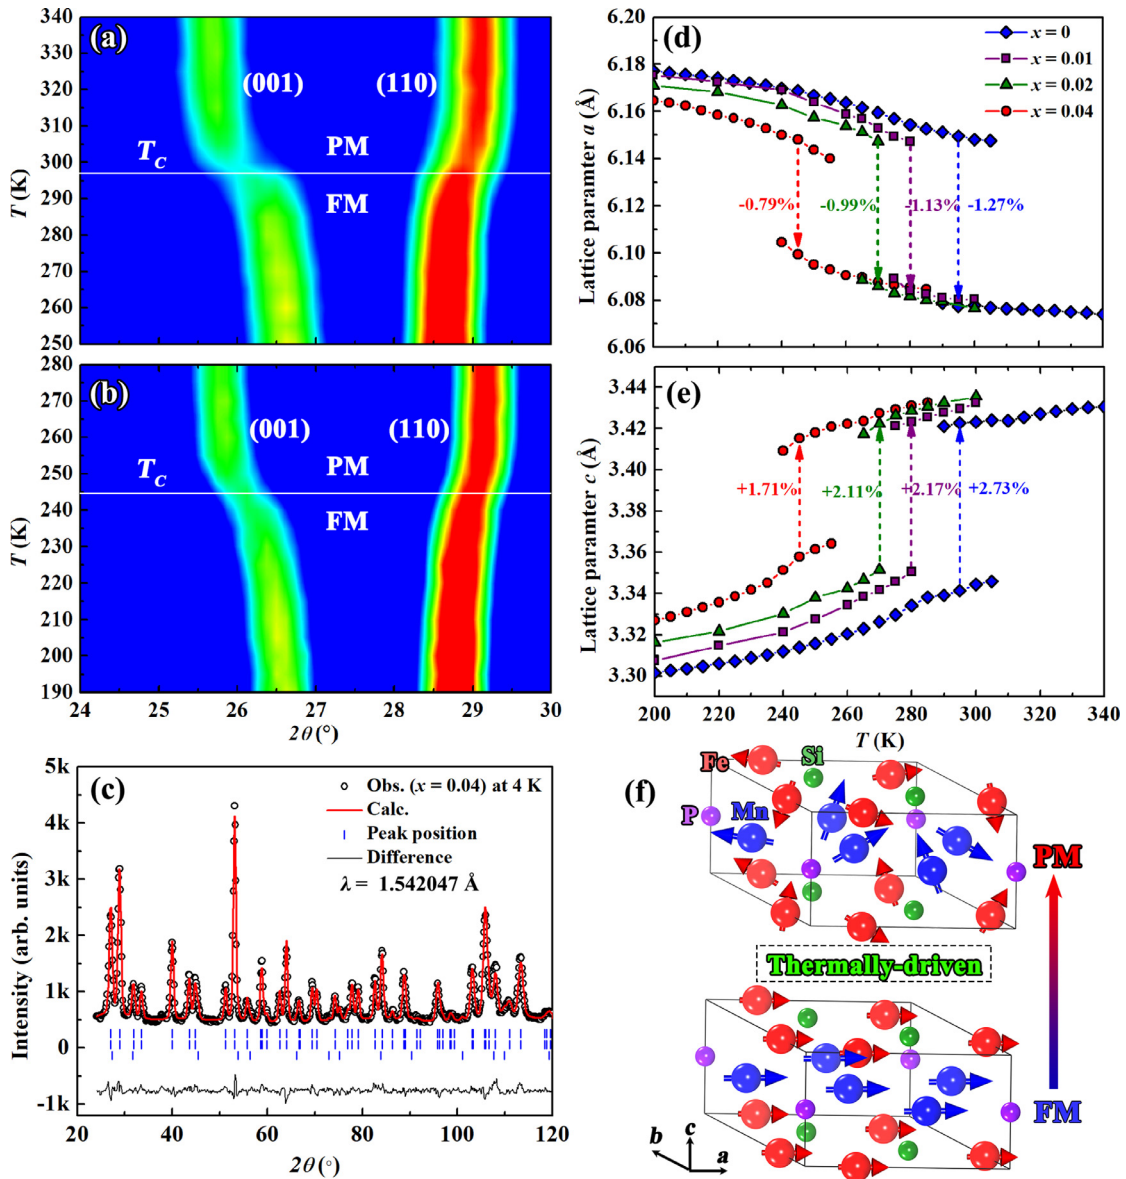 (a)
(001)
(110)
PM
T_C
FM
340
330
320
310
300
290
280
270
260
250
T (K)
(b)
(001)
(110)
PM
T_C
FM
280
270
260
250
240
230
220
210
200
190
T (K)
24 25 26 27 28 29 30
2θ (°)
(c)
Obs. (x = 0.04) at 4 K
Calc.
Peak position
Difference
λ = 1.542047 Å
5k
4k
3k
2k
1k
0
-1k
Intensity (arb. units)
20 40 60 80 100 120
2θ (°)
(d)
x = 0
x = 0.01
x = 0.02
x = 0.04
6.20
6.18
6.16
6.14
6.12
6.10
6.08
6.06
Lattice paramter a (Å)
-0.79% -0.99% -1.13% -1.27%
(e)
3.44
3.42
3.40
3.38
3.36
3.34
3.32
3.30
Lattice paramter c (Å)
+1.71% +2.11% +2.17% +2.73%
200 220 240 260 280 300 320 340
T (K)
(f)
Fe
Si
P
Mn
PM
Thermally-driven
FM
b
c
a